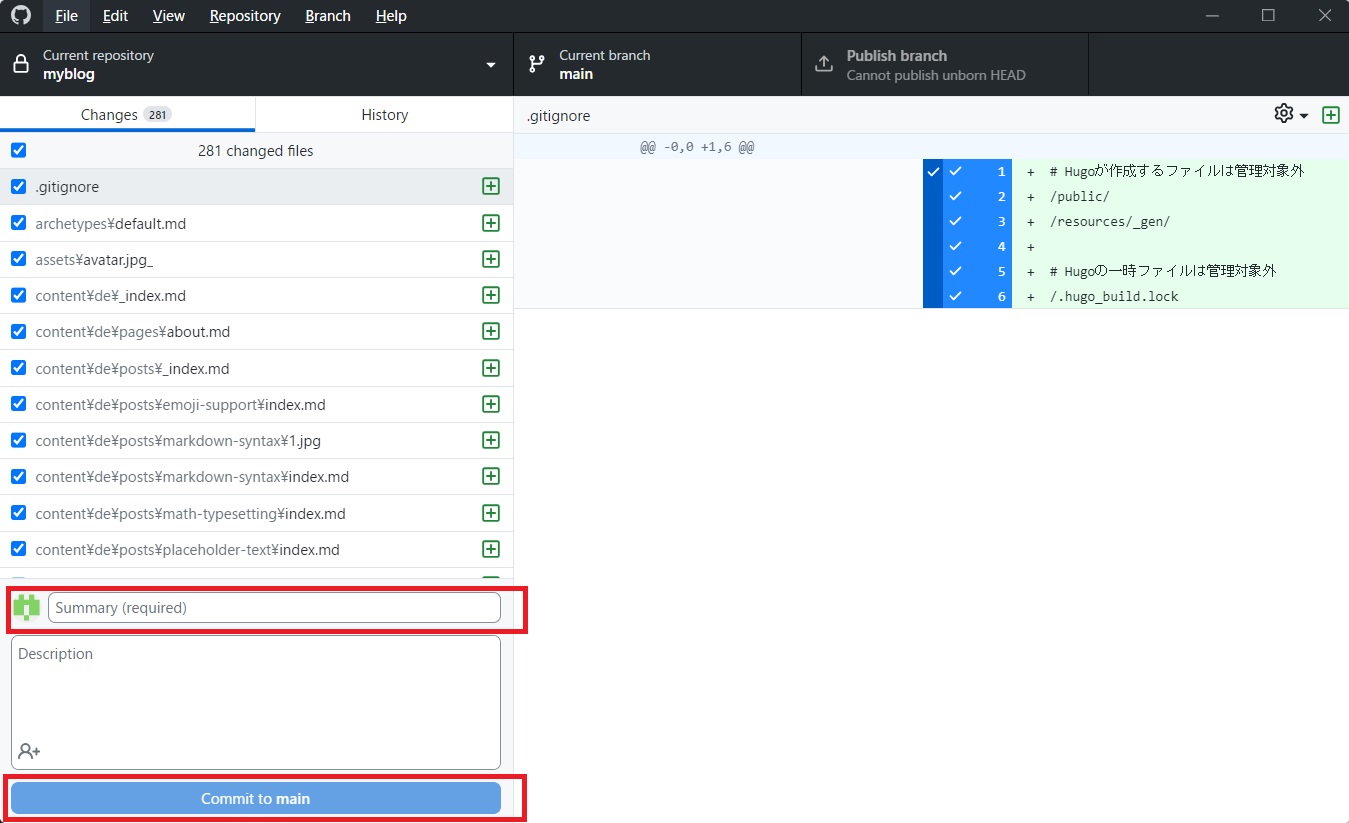 File Edit View Repository Branch Help
Current repository
myblog
Current branch
main
Publish branch
Cannot publish unborn HEAD
Changes 281
History
281 changed files
.gitignore
archetypes¥default.md
assets¥avatar.jpg_
content¥de¥_index.md
content¥de¥pages¥about.md
content¥de¥posts¥_index.md
content¥de¥posts¥emoji-support¥index.md
content¥de¥posts¥markdown-syntax¥1.jpg
content¥de¥posts¥markdown-syntax¥index.md
content¥de¥posts¥math-typesetting¥index.md
content¥de¥posts¥placeholder-text¥index.md
Summary (required)
Description
Commit to main
.gitignore
@@ -0,0 +1,6 @@
1 + # Hugoが作成するファイルは管理対象外
2 + /public/
3 + /resources/_gen/
4 +
5 + # Hugoの一時ファイルは管理対象外
6 + /.hugo_build.lock